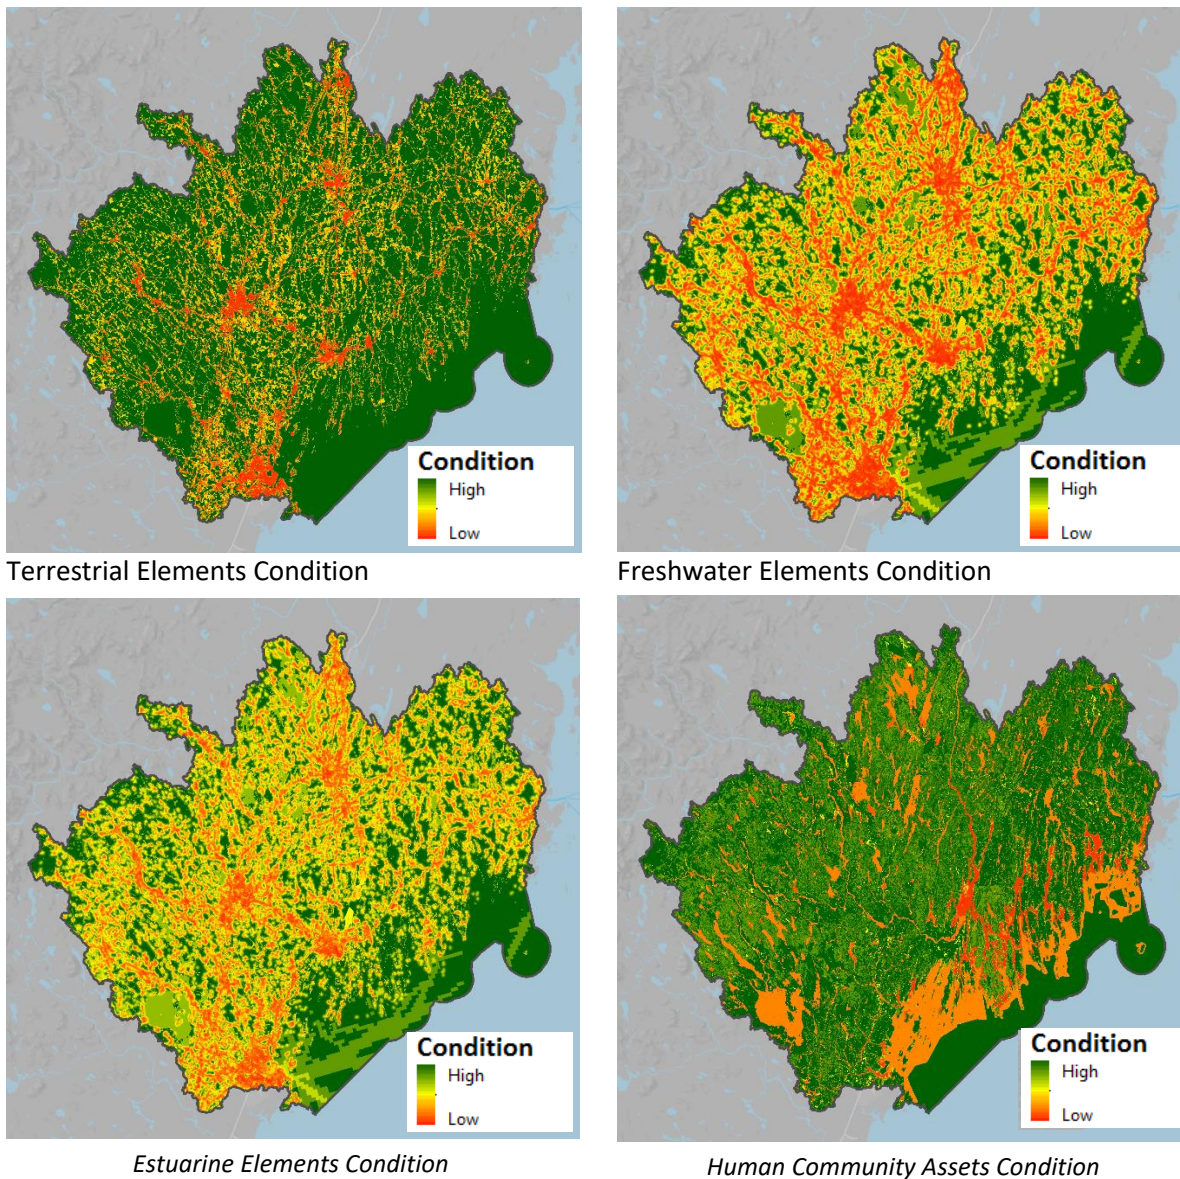 Condition
High
Low
Condition
High
Low
Terrestrial Elements Condition
Freshwater Elements Condition
Condition
High
Low
Condition
High
Low
Estuarine Elements Condition
Human Community Assets Condition